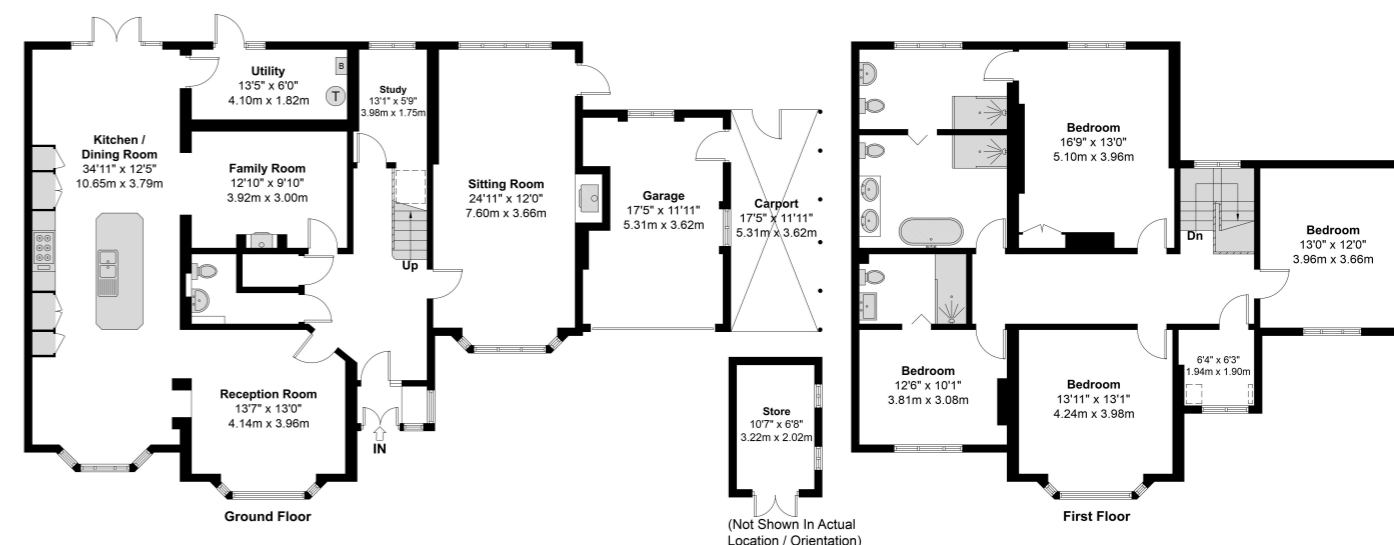 Utility
13'5" x 6'0"
4.10m x 1.82m
B
T
Study
13'1" x 5'9"
3.98m x 1.75m
Kitchen /
Dining Room
34'11" x 12'5"
10.65m x 3.79m
Family Room
12'10" x 9'10"
3.92m x 3.00m
Sitting Room
24'11" x 12'0"
7.60m x 3.66m
Garage
17'5" x 11'11"
5.31m x 3.62m
Carport
17'5" x 11'11"
5.31m x 3.62m
Up
Reception Room
13'7" x 13'0"
4.14m x 3.96m
IN
Ground Floor
Store
10'7" x 6'8"
3.22m x 2.02m
(Not Shown In Actual
Location / Orientation)
Bedroom
16'9" x 13'0"
5.10m x 3.96m
Dn
Bedroom
13'0" x 12'0"
3.96m x 3.66m
Bedroom
12'6" x 10'1"
3.81m x 3.08m
Bedroom
13'11" x 13'1"
4.24m x 3.98m
6'4" x 6'3"
1.94m x 1.90m
First Floor